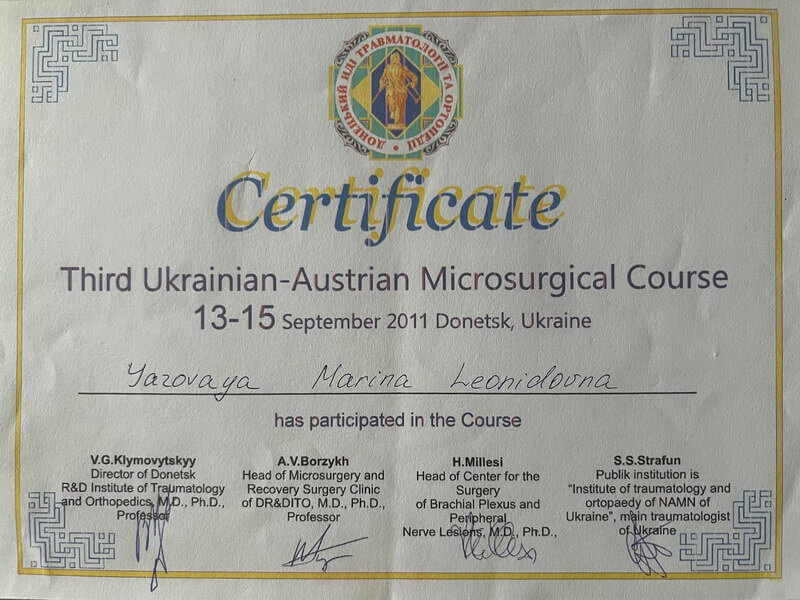 ДОНЕЦЬКИЙ НДІ ТРАВМАТОЛОГІЇ ТА ОРТОПЕДІЇ
Certificate
Third Ukrainian-Austrian Microsurgical Course
13-15 September 2011 Donetsk, Ukraine
Yazovaya Marina Leonidovna
has participated in the Course
V.G.Klymovytskyy
Director of Donetsk
R&D Institute of Traumatology
and Orthopedics, M.D., Ph.D.,
Professor
A.V.Borzykh
Head of Microsurgery and
Recovery Surgery Clinic
of DR&DITO, M.D., Ph.D.,
Professor
H.Millesi
Head of Center for the
Surgery
of Brachial Plexus and
Peripheral
Nerve Lesions, M.D., Ph.D.,
S.S.Strafun
Publik institution is
“Institute of traumatology and
ortopaedy of NAMN of
Ukraine”, main traumatologist
of Ukraine